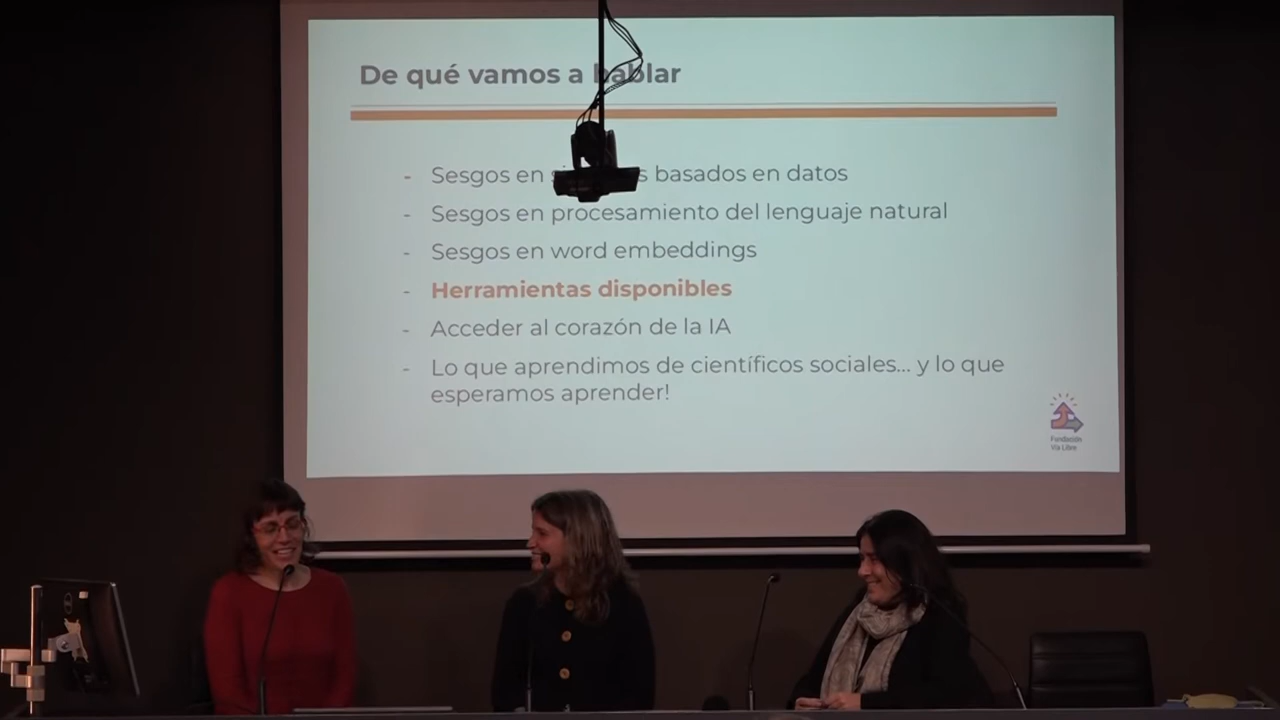 De qué vamos a hablar
- Sesgos en s basados en datos
- Sesgos en procesamiento del lenguaje natural
- Sesgos en word embeddings
- Herramientas disponibles
- Acceder al corazón de la IA
- Lo que aprendimos de científicos sociales... y lo que
esperamos aprender!
Fundación
Vía Libre